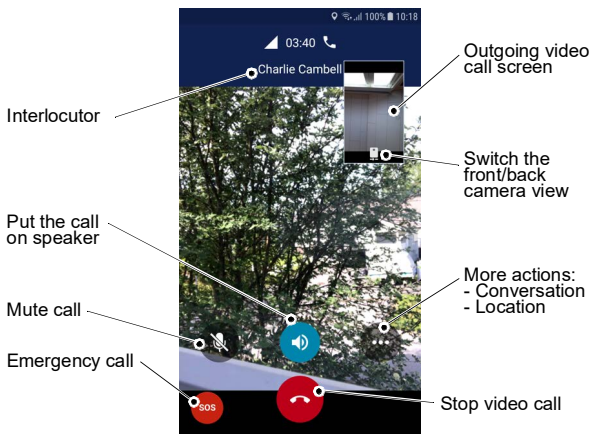 100% 10:18
03:40
Charlie Cambell
Outgoing video
call screen
Interlocutor
Switch the
front/back
camera view
Put the call
on speaker
More actions:
- Conversation
- Location
Mute call
Emergency call
SOS
Stop video call